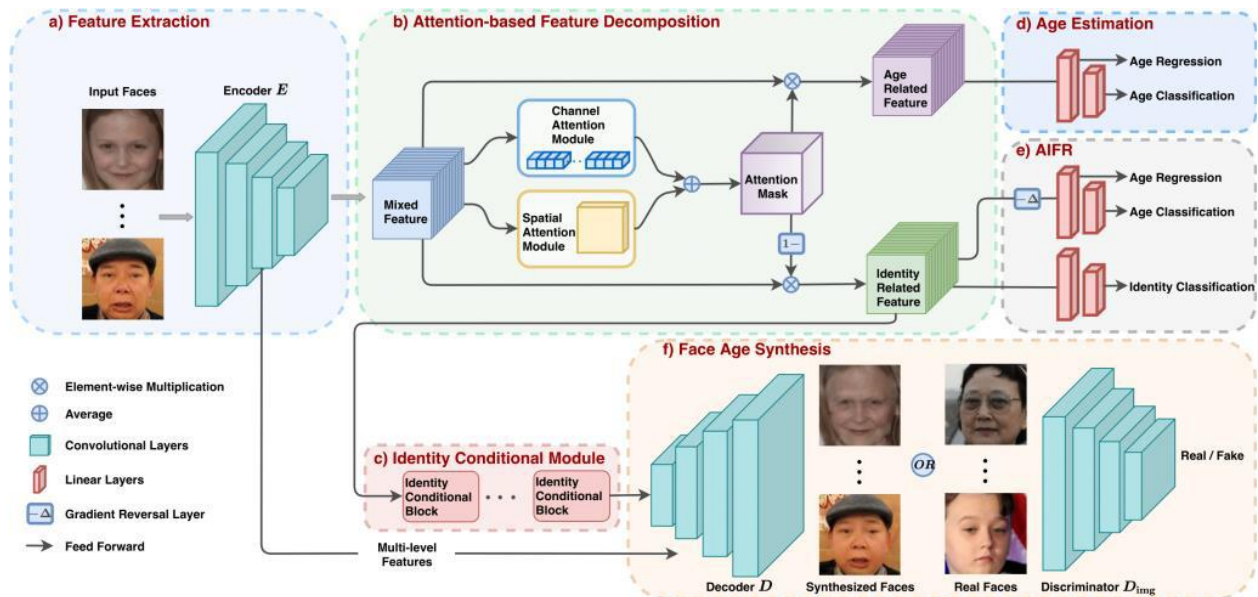 a) Feature Extraction
Input Faces
Encoder E
b) Attention-based Feature Decomposition
Mixed
Feature
Channel
Attention
Module
Spatial
Attention
Module
Attention
Mask
1−
Age
Related
Feature
Identity
Related
Feature
d) Age Estimation
Age Regression
Age Classification
e) AIFR
−Δ
Age Regression
Age Classification
Identity Classification
Element-wise Multiplication
Average
Convolutional Layers
Linear Layers
−Δ
Gradient Reversal Layer
Feed Forward
c) Identity Conditional Module
Identity
Conditional
Block
Identity
Conditional
Block
Multi-level
Features
f) Face Age Synthesis
OR
Real / Fake
Decoder D
Synthesized Faces
Real Faces
Discriminator Dimg